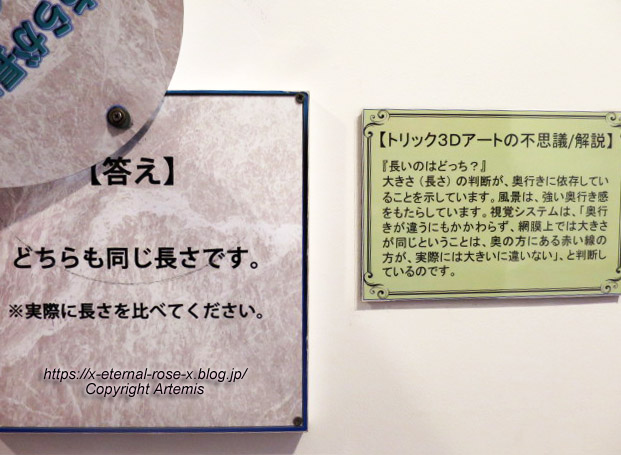 ちらが長
【答え】
どちらも同じ長さです。
※実際に長さを比べてください。
https://x-eternal-rose-x.blog.jp/
Copyright Artemis
【トリック3Dアートの不思議/解説】
『長いのはどっち?』
大きさ(長さ)の判断が、奥行きに依存してい
ることを示しています。風景は、強い奥行き感
をもたらしています。視覚システムは、「奥行
きが違うにもかかわらず、網膜上では大きさ
が同じということは、奥の方にある赤い線の
方が、実際には大きいに違いない」、と判断し
ているのです。